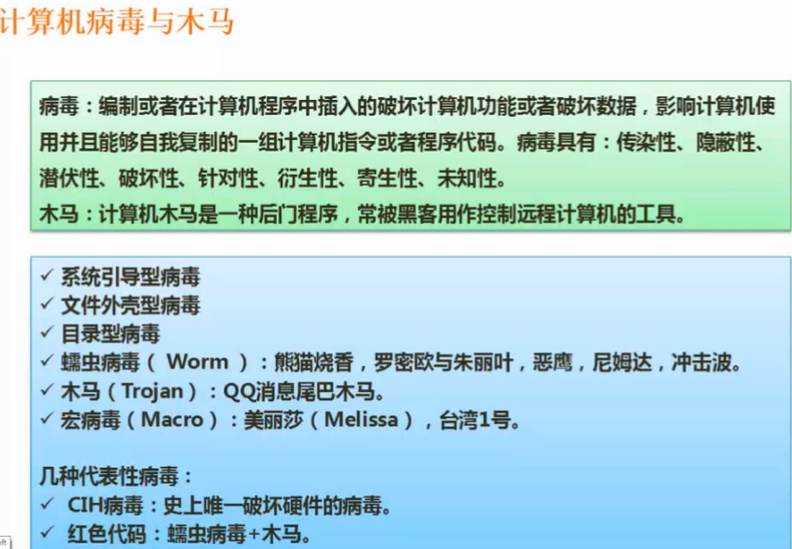 计算机病毒与木马
病毒：编制或者在计算机程序中插入的破坏计算机功能或者破坏数据，影响计算机使
用并且能够自我复制的一组计算机指令或者程序代码。病毒具有：传染性、隐蔽性、
潜伏性、破坏性、针对性、衍生性、寄生性、未知性。
木马：计算机木马是一种后门程序，常被黑客用作控制远程计算机的工具。
✓ 系统引导型病毒
✓ 文件外壳型病毒
✓ 目录型病毒
✓ 蠕虫病毒（ Worm ）：熊猫烧香，罗密欧与朱丽叶，恶鹰，尼姆达，冲击波。
✓ 木马（Trojan）：QQ消息尾巴木马。
✓ 宏病毒（Macro）：美丽莎（Melissa），台湾1号。
几种代表性病毒：
✓ CIH病毒：史上唯一破坏硬件的病毒。
✓ 红色代码：蠕虫病毒+木马。